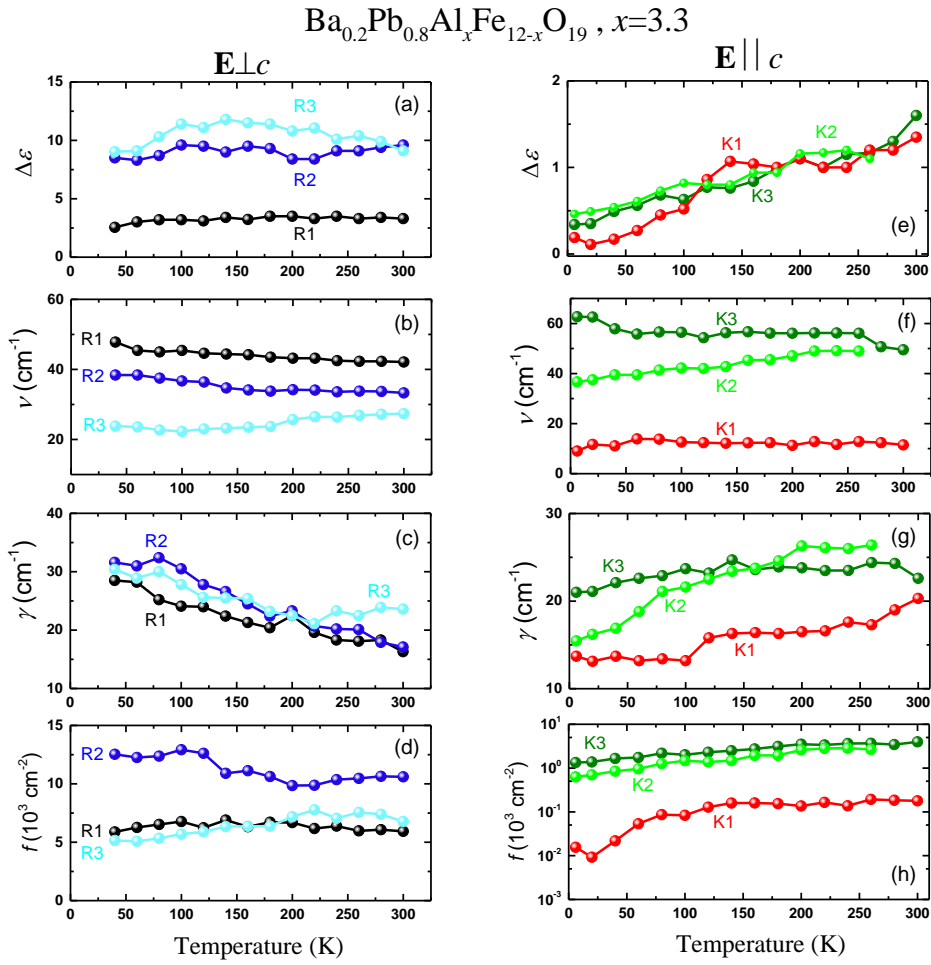 Ba0.2Pb0.8AlxFe12-xO19 , x=3.3
E⊥c
E || c
(a)
R3
R2
R1
Δε
15
10
5
0
0 50 100 150 200 250 300
(b)
R1
R2
R3
ν (cm-1)
60
40
20
0 50 100 150 200 250 300
(c)
R2
R1
R3
γ (cm-1)
40
30
20
10
0 50 100 150 200 250 300
(d)
R2
R1
R3
f (10³ cm-2)
15
10
5
0
0 50 100 150 200 250 300
Temperature (K)
(e)
K1
K2
K3
Δε
2
1
0
0 50 100 150 200 250 300
(f)
K3
K2
K1
ν (cm-1)
60
40
20
0
0 50 100 150 200 250 300
(g)
K3
K2
K1
γ (cm-1)
30
20
10
0 50 100 150 200 250 300
(h)
K3
K2
K1
f (10³ cm-2)
10¹
10⁰
10-1
10-2
10-3
0 50 100 150 200 250 300
Temperature (K)